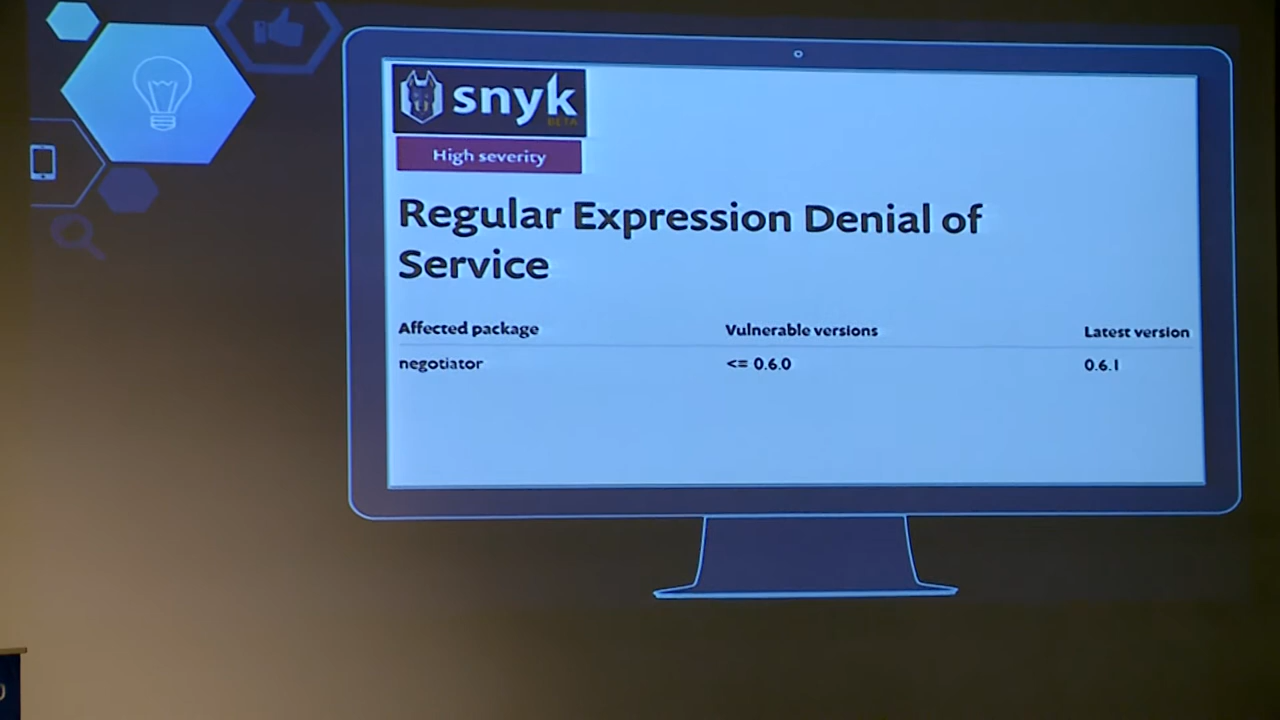 snyk
BETA
High severity
Regular Expression Denial of
Service
Affected package Vulnerable versions Latest version
negotiator <= 0.6.0 0.6.1